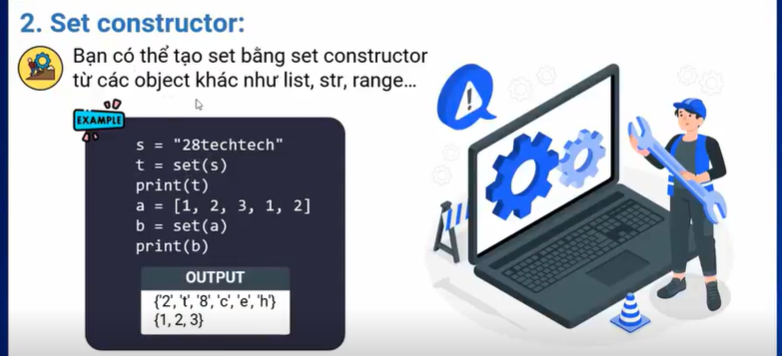 2. Set constructor:
Bạn có thể tạo set bằng set constructor
từ các object khác như list, str, range...
EXAMPLE
s = "28techtech"
t = set(s)
print(t)
a = [1, 2, 3, 1, 2]
b = set(a)
print(b)
OUTPUT
{'2', 't', '8', 'c', 'e', 'h'}
{1, 2, 3}